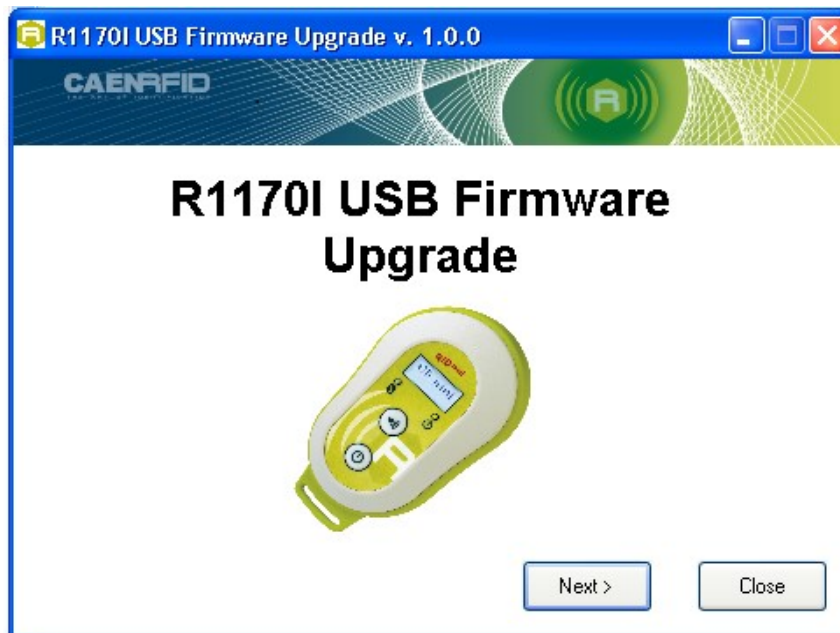 R1170I USB Firmware Upgrade v. 1.0.0
CAENRFID
R1170I USB Firmware
Upgrade
R
Next >
Close